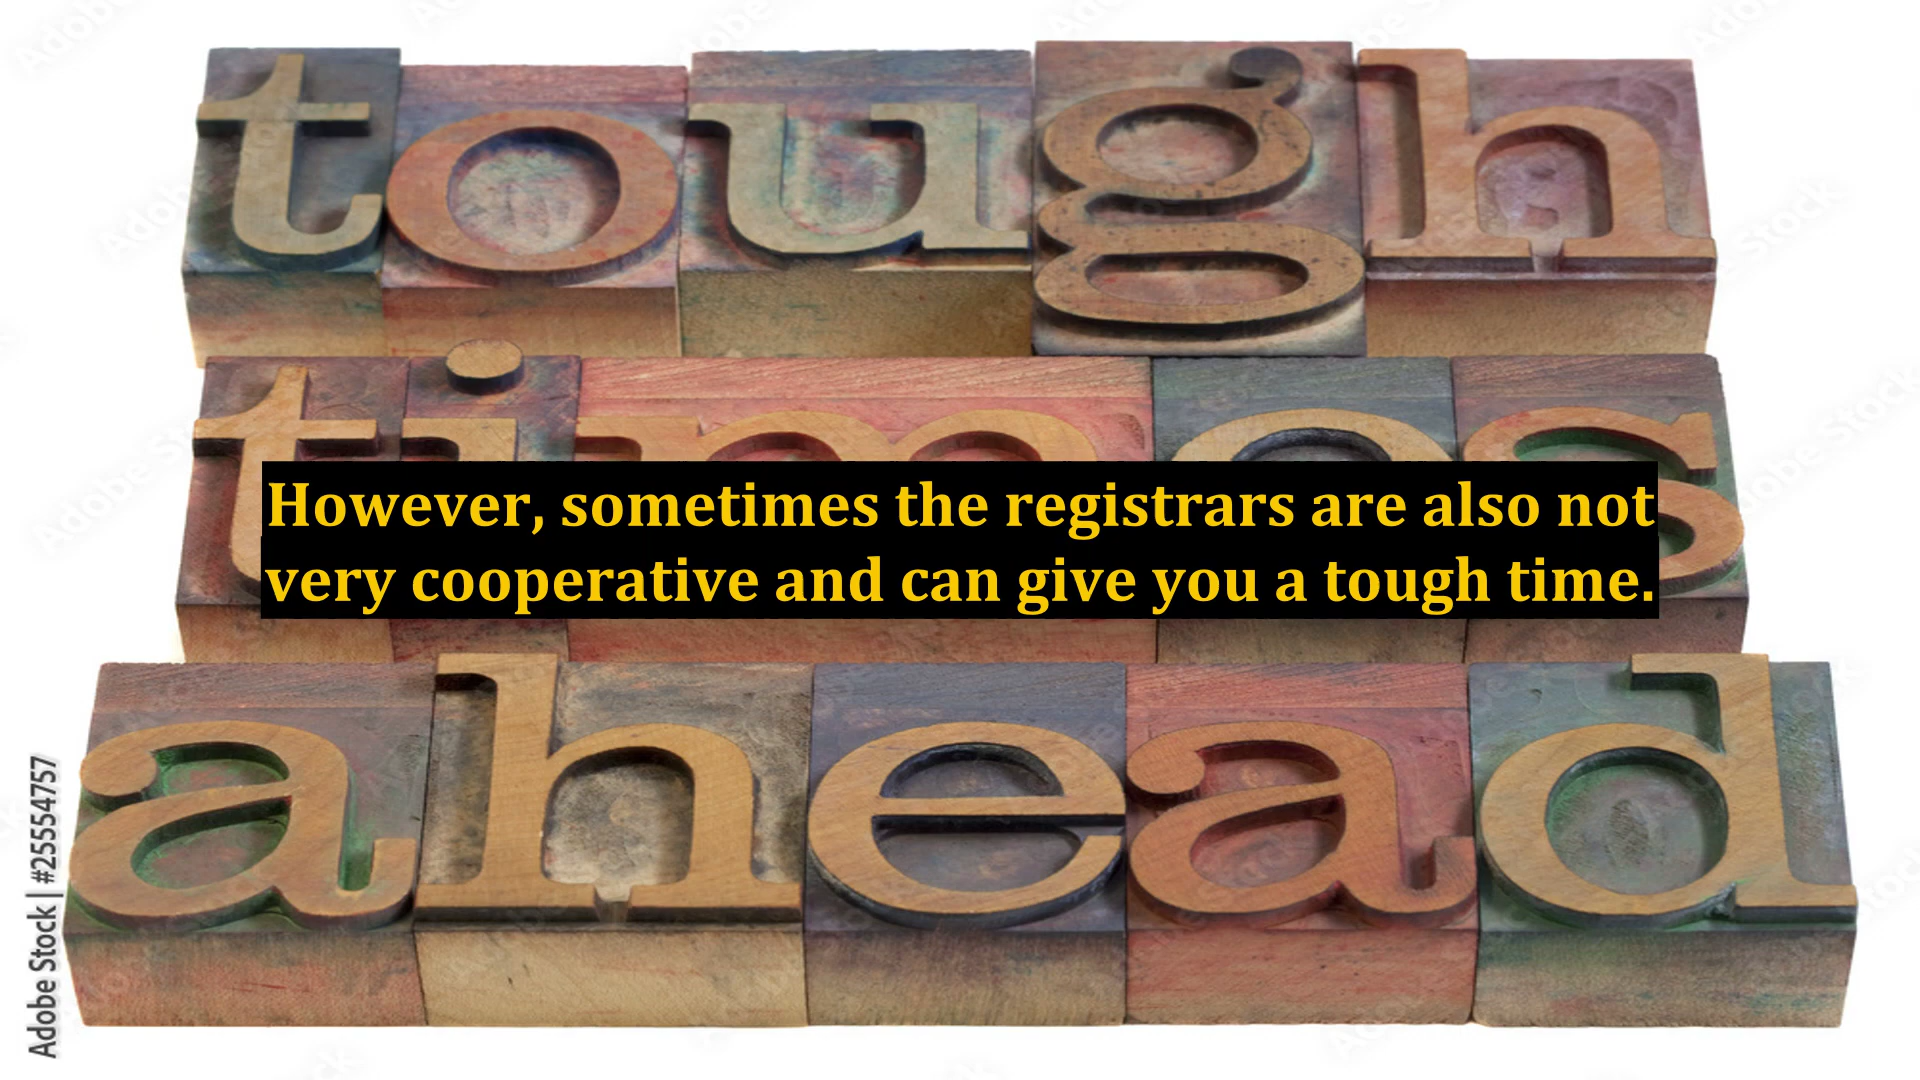 tough
times
However, sometimes the registrars are also not
very cooperative and can give you a tough time.
ahead
Adobe Stock | #25554757